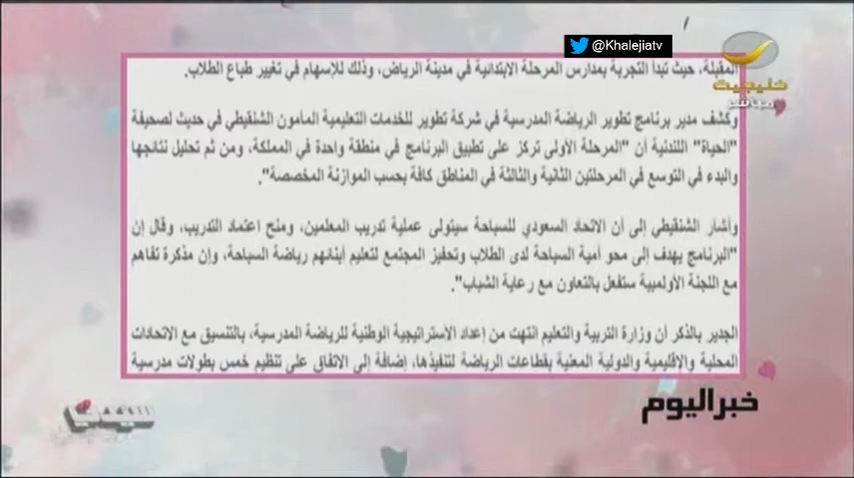 @Khalejiatv
خليجية
مباشر
المقبلة، حيث تبدأ التجربة بمدارس المرحلة الابتدائية في مدينة الرياض، وذلك للإسهام في تغيير طباع الطلاب.
وكشف مدير برنامج تطوير الرياضة المدرسية في شركة تطوير للخدمات التعليمية المأمون الشنقيطي في حديث لصحيفة
"الحياة" اللندنية أن "المرحلة الأولى تركز على تطبيق البرنامج في منطقة واحدة في المملكة، ومن ثم تحليل نتائجها
والبدء في التوسع في المرحلتين الثانية والثالثة في المناطق كافة بحسب الموازنة المخصصة".
وأشار الشنقيطي إلى أن الاتحاد السعودي للسباحة سيتولى عملية تدريب المعلمين، ومنح اعتماد التدريب، وقال إن
"البرنامج يهدف إلى محو أمية السباحة لدى الطلاب وتحفيز المجتمع لتعليم أبنائهم رياضة السباحة، وإن مذكرة تفاهم
مع اللجنة الأولمبية ستفعل بالتعاون مع رعاية الشباب".
الجدير بالذكر أن وزارة التربية والتعليم انتهت من إعداد الاستراتيجية الوطنية للرياضة المدرسية، بالتنسيق مع الاتحادات
المحلية والإقليمية والدولية المعنية بقطاعات الرياضة لتنفيذها، إضافة إلى الاتفاق على تنظيم خمس بطولات مدرسية
خبر اليوم